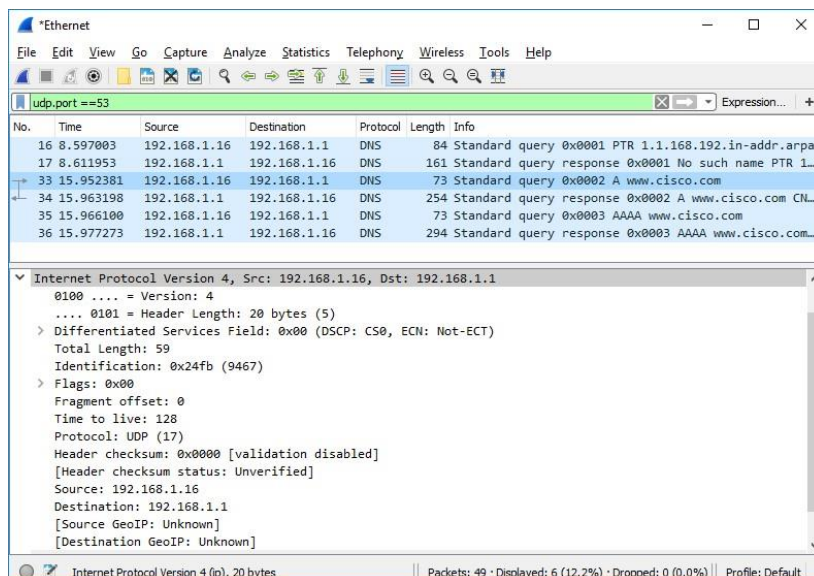 *Ethernet
File Edit View Go Capture Analyze Statistics Telephony Wireless Tools Help
udp.port ==53 Expression... +
No. Time Source Destination Protocol Length Info
16 8.597003 192.168.1.16 192.168.1.1 DNS 84 Standard query 0x0001 PTR 1.1.168.192.in-addr.arpa
17 8.611953 192.168.1.1 192.168.1.16 DNS 161 Standard query response 0x0001 No such name PTR 1…
33 15.952381 192.168.1.16 192.168.1.1 DNS 73 Standard query 0x0002 A www.cisco.com
34 15.963198 192.168.1.1 192.168.1.16 DNS 254 Standard query response 0x0002 A www.cisco.com CN…
35 15.966100 192.168.1.16 192.168.1.1 DNS 73 Standard query 0x0003 AAAA www.cisco.com
36 15.977273 192.168.1.1 192.168.1.16 DNS 294 Standard query response 0x0003 AAAA www.cisco.com…
Internet Protocol Version 4, Src: 192.168.1.16, Dst: 192.168.1.1
0100 .... = Version: 4
.... 0101 = Header Length: 20 bytes (5)
Differentiated Services Field: 0x00 (DSCP: CS0, ECN: Not-ECT)
Total Length: 59
Identification: 0x24fb (9467)
Flags: 0x00
Fragment offset: 0
Time to live: 128
Protocol: UDP (17)
Header checksum: 0x0000 [validation disabled]
[Header checksum status: Unverified]
Source: 192.168.1.16
Destination: 192.168.1.1
[Source GeoIP: Unknown]
[Destination GeoIP: Unknown]
Internet Protocol Version 4 (ip), 20 bytes Packets: 49 · Displayed: 6 (12.2%) · Dropped: 0 (0.0%) Profile: Default